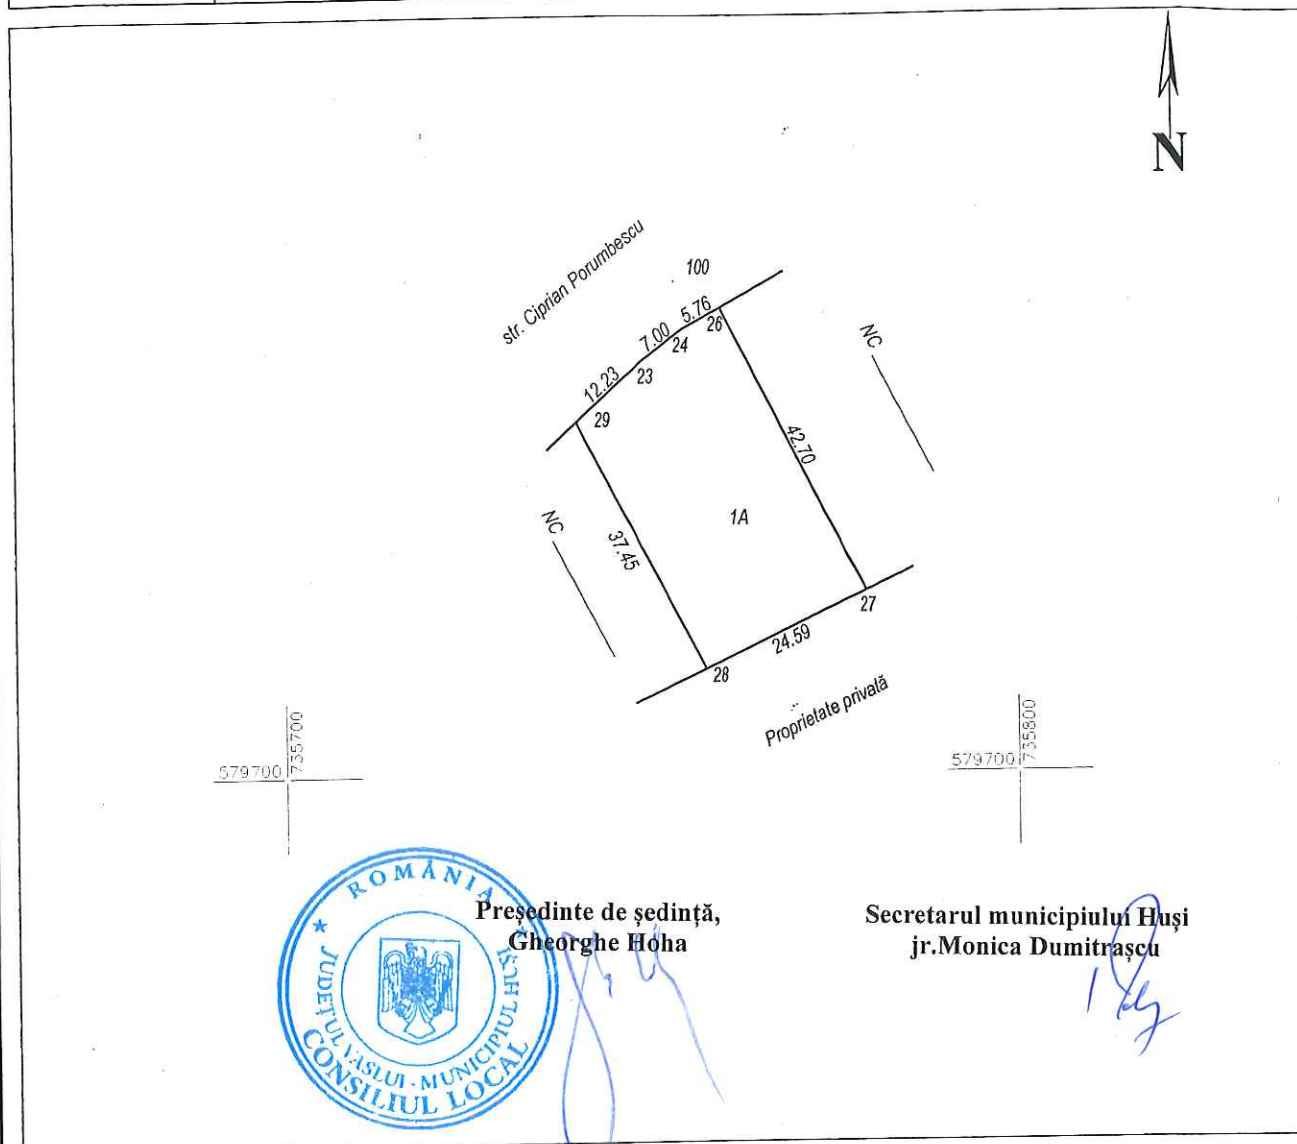 N
str. Ciprian Porumbescu
100
5.76
26
7.00
24
12.23
23
29
NC
42.70
1A
NC
37.45
27
24.59
28
Proprietate privală
735700
579700
735800
579700
ROMÂNIA
JUDEȚUL VASLUI - MUNICIPIUL HUȘI
CONSILIUL LOCAL
Președinte de ședință,
Gheorghe Hoha
Secretarul municipiului Huși
jr.Monica Dumitrașcu